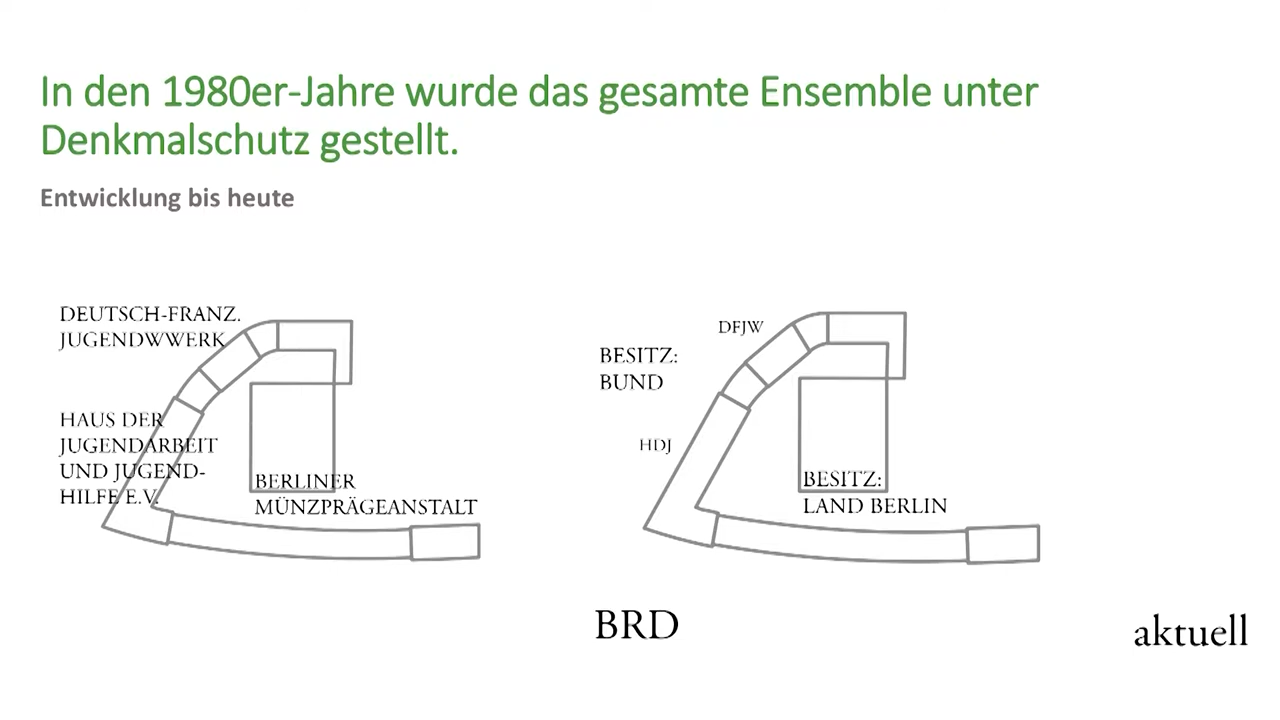 In den 1980er-Jahre wurde das gesamte Ensemble unter
Denkmalschutz gestellt.
Entwicklung bis heute
DEUTSCH-FRANZ.
JUGENDWWERK
HAUS DER
JUGENDARBEIT
UND JUGEND-
HILFE E.V.
BERLINER
MÜNZPRÄGEANSTALT
DFJW
BESITZ:
BUND
HDJ
BESITZ:
LAND BERLIN
BRD
aktuell